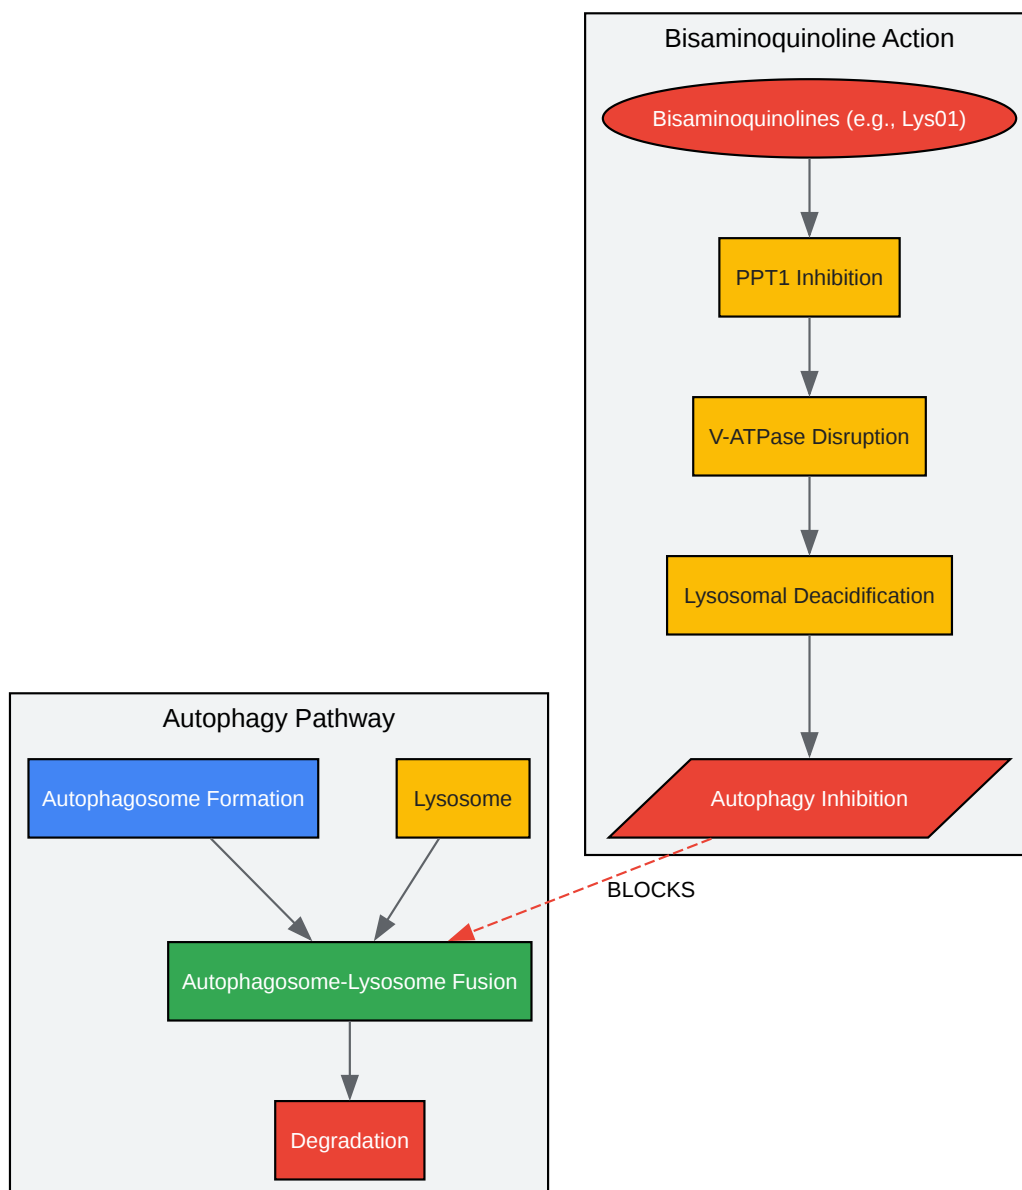 Bisaminoquinoline Action
Bisaminoquinolines (e.g., Lys01)
PPT1 Inhibition
V-ATPase Disruption
Lysosomal Deacidification
Autophagy Inhibition
BLOCKS
Autophagy Pathway
Autophagosome Formation
Lysosome
Autophagosome-Lysosome Fusion
Degradation